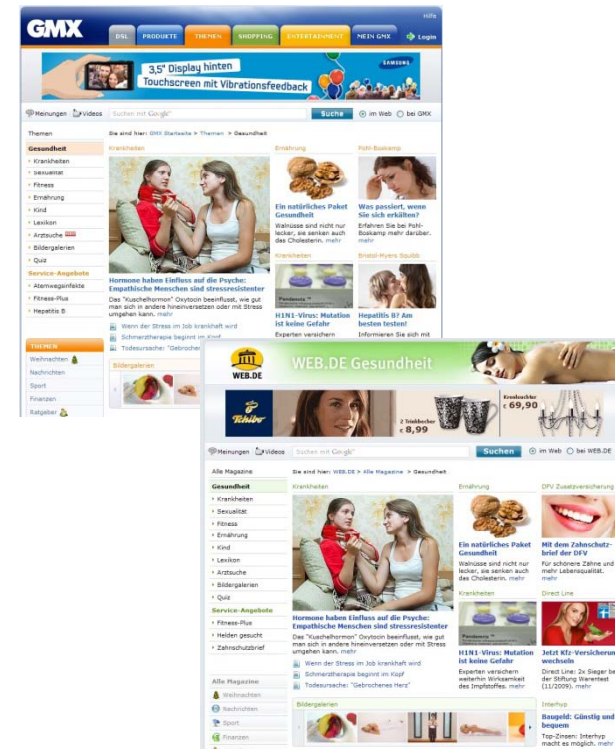 Hilfe
GMX
DSL PRODUKTE THEMEN SHOPPING ENTERTAINMENT MEIN GMX Login
SAMSUNG
3,5" Display hinten
Touchscreen mit Vibrationsfeedback
Meinungen Videos Suchen mit Google Suche im Web bei GMX
Themen
Sie sind hier: GMX Startseite > Themen > Gesundheit
Gesundheit
Krankheiten
Sexualität
Fitness
Ernährung
Kind
Lexikon
Arztsuche
Bildergalerien
Quiz
Service-Angebote
Atemwegsinfekte
Fitness-Plus
Hepatitis B
THEMEN
Weihnachten
Nachrichten
Sport
Finanzen
Ratgeber
Krankheiten
Hormone haben Einfluss auf die Psyche:
Empathische Menschen sind stressresistenter
Das "Kuschelhormon" Oxytocin beeinflusst, wie gut
man sich in andere hineinversetzen oder mit Stress
umgehen kann. mehr
Wenn der Stress im Job krankhaft wird
Schmerztherapie beginnt im Kopf
Todesursache: "Gebrochenes
Bildergalerien
Ernährung
Ein natürliches Paket
Gesundheit
Walnüsse sind nicht nur
lecker, sie senken auch
das Cholesterin. mehr
Krankheiten
H1N1-Virus: Mutation
ist keine Gefahr
Experten versichern
Pohl-Boskamp
Was passiert, wenn
Sie sich erkälten?
Erfahren Sie bei Pohl-
Boskamp mehr darüber.
mehr
Bristol-Myers Squibb
Hepatitis B? Am
besten testen!
Informieren Sie sich mit
WEB.DE
WEB.DE Gesundheit
Tchibo
2 Trinkbecher
€ 8,99
Kronleuchter
€ 69,90
Meinungen Videos Suchen mit Google Suchen im Web bei WEB.DE
Alle Magazine
Sie sind hier: WEB.DE > Alle Magazine > Gesundheit
Gesundheit
Krankheiten
Sexualität
Fitness
Ernährung
Kind
Lexikon
Arztsuche
Bildergalerien
Quiz
Service-Angebote
Fitness-Plus
Helden gesucht
Zahnschutzbrief
Alle Magazine
Weihnachten
Nachrichten
Sport
Finanzen
Krankheiten
Hormone haben Einfluss auf die Psyche:
Empathische Menschen sind stressresistenter
Das "Kuschelhormon" Oxytocin beeinflusst, wie gut
man sich in andere hineinversetzen oder mit Stress
umgehen kann. mehr
Wenn der Stress im Job krankhaft wird
Schmerztherapie beginnt im Kopf
Todesursache: "Gebrochenes Herz"
Bildergalerien
Ernährung
Ein natürliches Paket
Gesundheit
Walnüsse sind nicht nur
lecker, sie senken auch
das Cholesterin. mehr
Krankheiten
H1N1-Virus: Mutation
ist keine Gefahr
Experten versichern
weiterhin Wirksamkeit
des Impfstoffes. mehr
DFV Zusatzversicherung
Mit dem Zahnschutz-
brief der DFV
Für schönere Zähne und
mehr Lebensqualität.
mehr
Direct Line
Jetzt Kfz-Versicherun
wechseln
Direct Line: 2x Sieger bei
der Stiftung Warentest
(11/2009). mehr
Interhyp
Baugeld: Günstig und
bequem
Top-Zinsen: Interhyp
macht es möglich. mehr